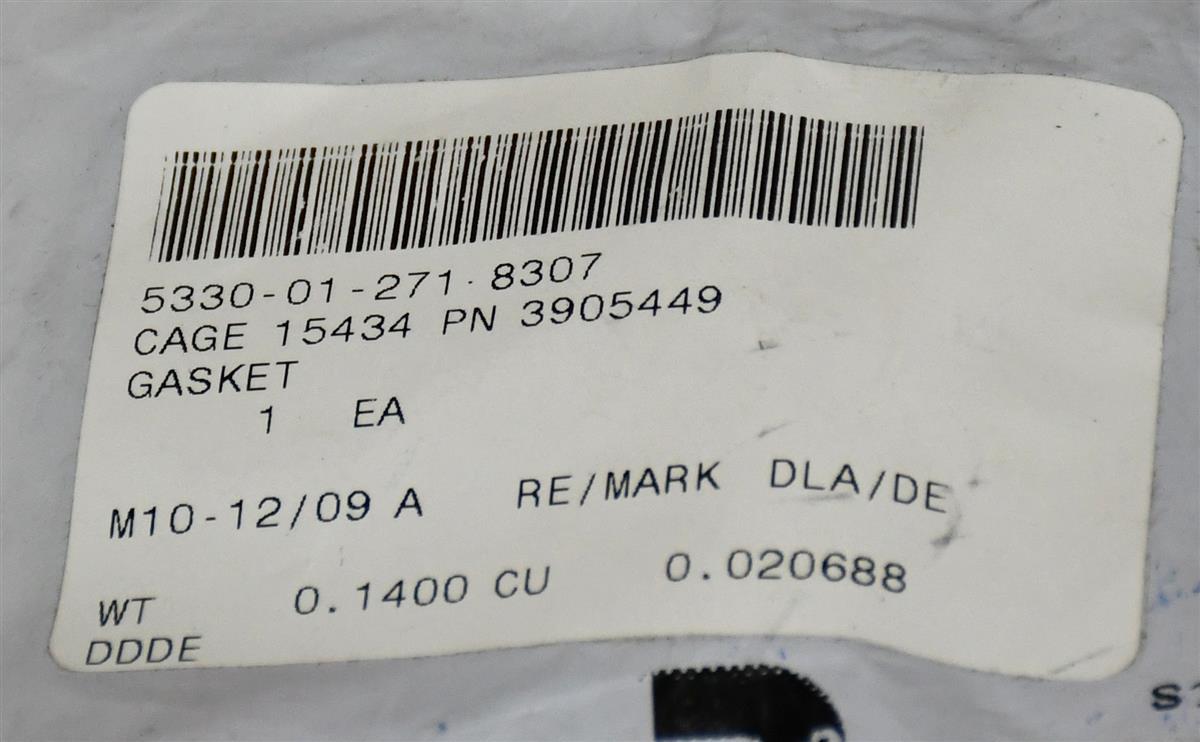 5330-01-271-8307
CAGE 15434 PN 3905449
GASKET
1 EA
M10-12/09 A RE/MARK DLA/DE
WT 0.1400 CU 0.020688
DDDE